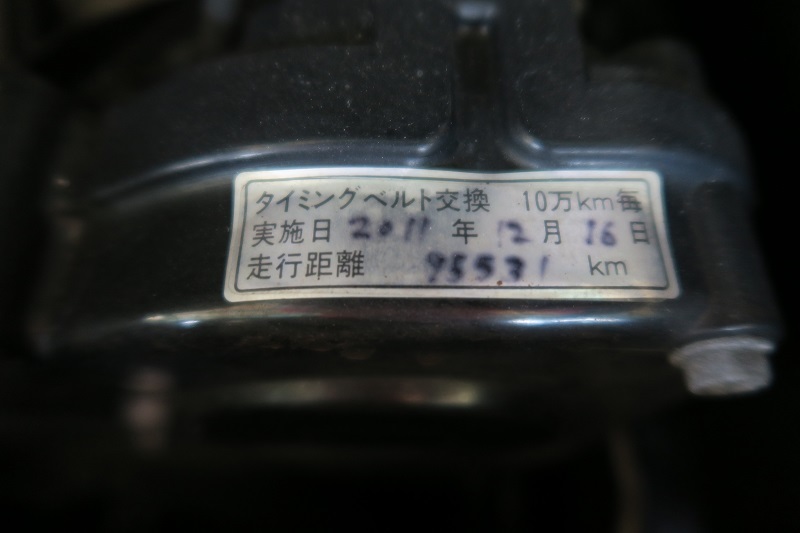 タイミングベルト交換 10万km毎
実施日 2011 年 12 月 16 日
走行距離 95531 km